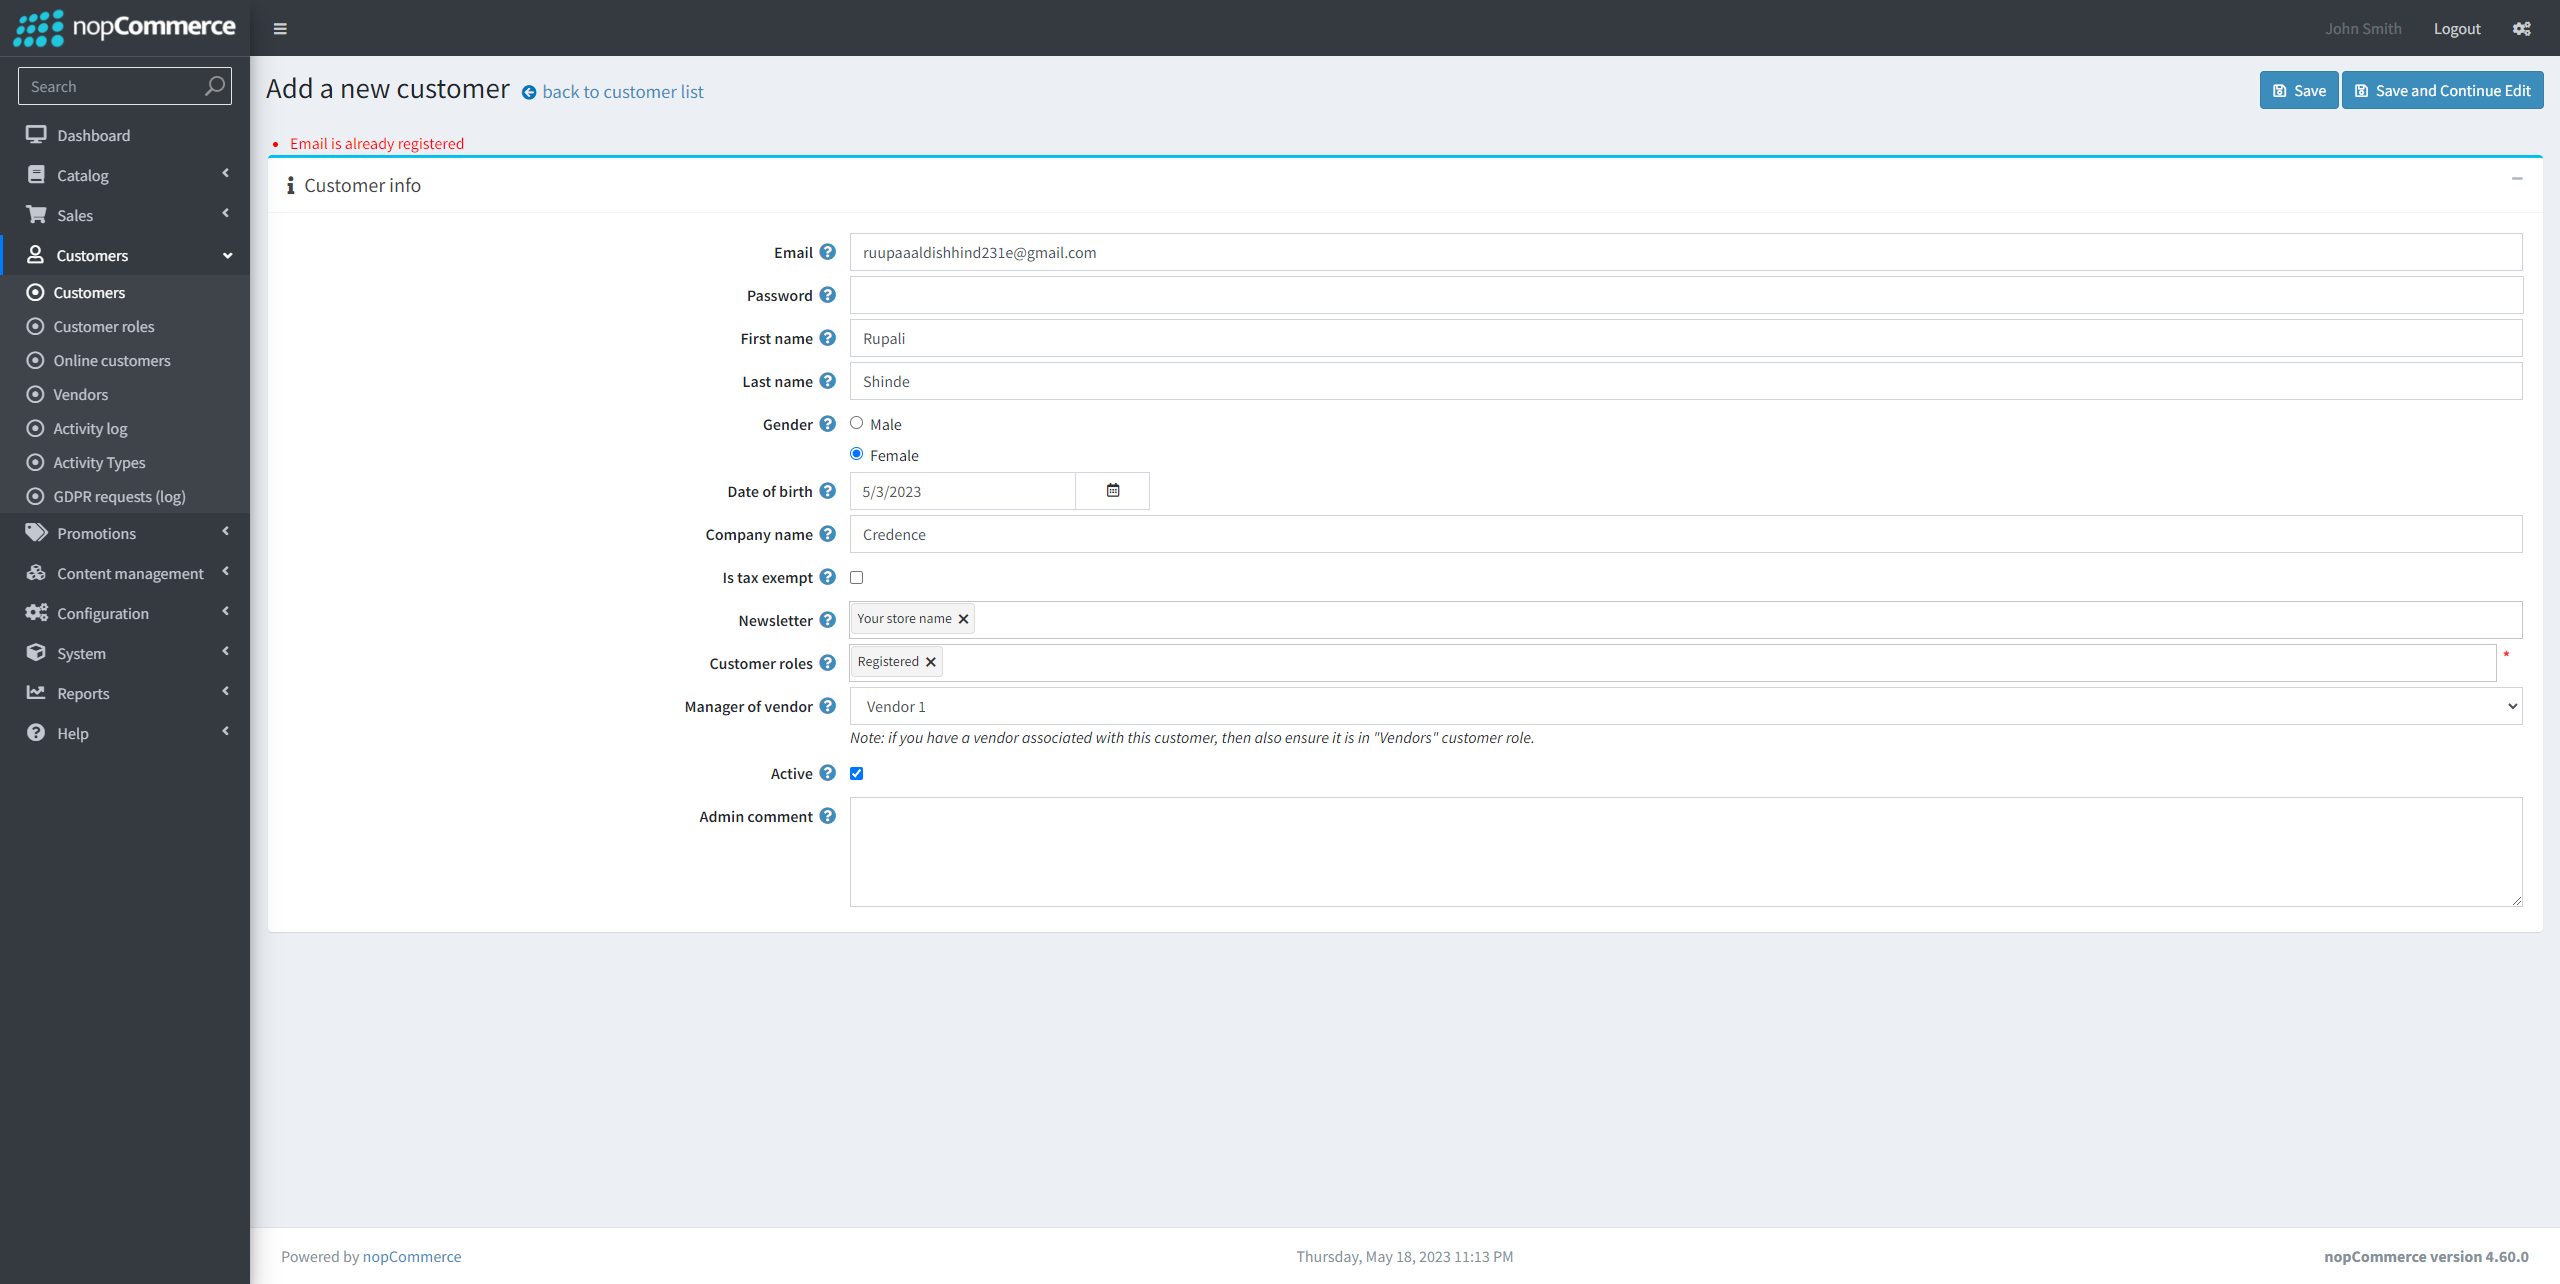 nopCommerce
John Smith
Logout
Search
Dashboard
Catalog
Sales
Customers
Customers
Customer roles
Online customers
Vendors
Activity log
Activity Types
GDPR requests (log)
Promotions
Content management
Configuration
System
Reports
Help
Add a new customer back to customer list
Save
Save and Continue Edit
Email is already registered
Customer info
Email ruupaaaldishhind231e@gmail.com
Password
First name Rupali
Last name Shinde
Gender Male
Female
Date of birth 5/3/2023
Company name Credence
Is tax exempt
Newsletter Your store name
Customer roles Registered *
Manager of vendor Vendor 1
Note: if you have a vendor associated with this customer, then also ensure it is in "Vendors" customer role.
Active
Admin comment
Powered by nopCommerce
Thursday, May 18, 2023 11:13 PM
nopCommerce version 4.60.0